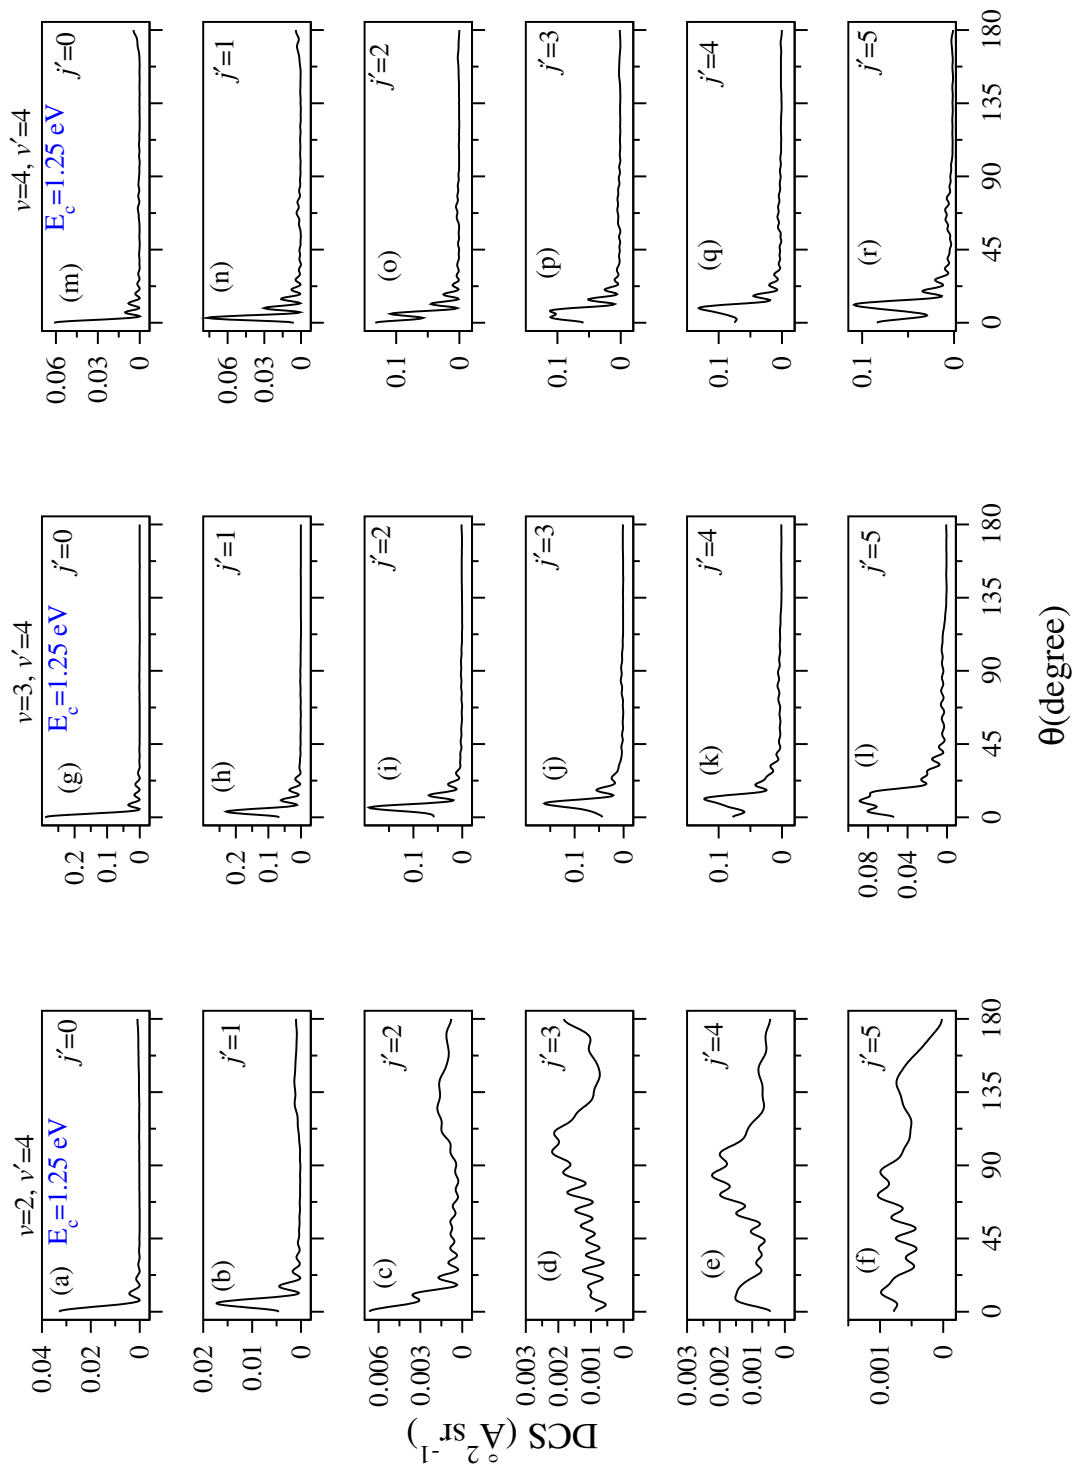 v=2, v′=4
v=3, v′=4
v=4, v′=4
DCS (Å²sr⁻¹)
0.04
0.02
0
(a)
E_c=1.25 eV
j′=0
0.2
0.1
0
(g)
E_c=1.25 eV
j′=0
0.06
0.03
0
(m)
E_c=1.25 eV
j′=0
0.02
0.01
0
(b)
j′=1
0.2
0.1
0
(h)
j′=1
0.06
0.03
0
(n)
j′=1
0.006
0.003
0
(c)
j′=2
0.1
0
(i)
j′=2
0.1
0
(o)
j′=2
0.003
0.002
0.001
0
(d)
j′=3
0.1
0
(j)
j′=3
0.1
0
(p)
j′=3
0.003
0.002
0.001
0
(e)
j′=4
0.1
0
(k)
j′=4
0.1
0
(q)
j′=4
0.001
0
(f)
j′=5
0.08
0.04
0
(l)
j′=5
0.1
0
(r)
j′=5
0 45 90 135 180
0 45 90 135 180
0 45 90 135 180
θ(degree)